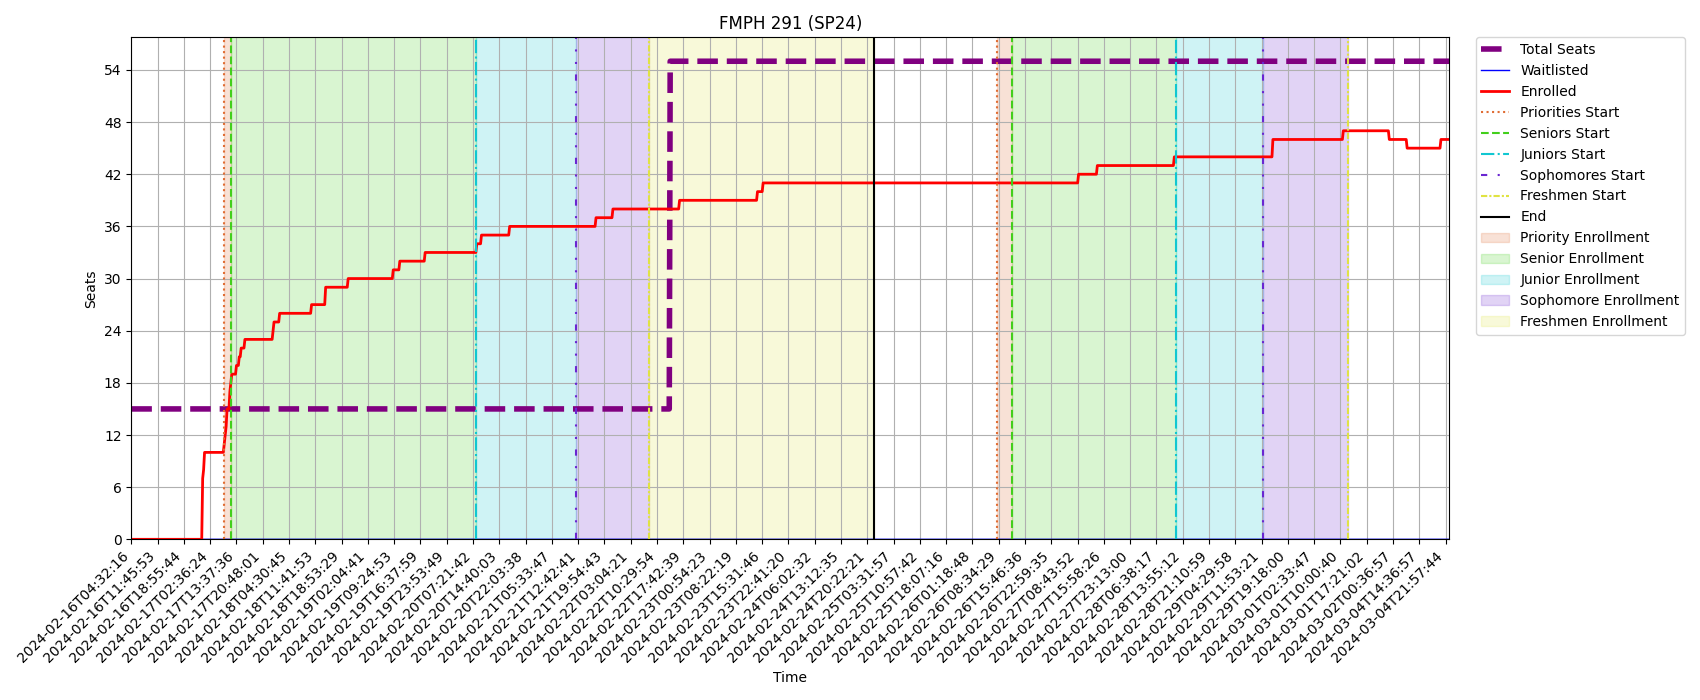 FMPH 291 (SP24)
Seats
54
48
42
36
30
24
18
12
6
0
2024-02-16T04:32:16
2024-02-16T11:45:53
2024-02-16T18:55:44
2024-02-17T02:36:24
2024-02-17T13:37:36
2024-02-17T20:48:01
2024-02-18T04:30:45
2024-02-18T11:41:53
2024-02-18T18:53:29
2024-02-19T02:04:41
2024-02-19T09:24:53
2024-02-19T16:37:59
2024-02-19T23:53:49
2024-02-20T07:21:42
2024-02-20T14:40:03
2024-02-20T22:03:38
2024-02-21T05:33:47
2024-02-21T12:42:41
2024-02-21T19:54:43
2024-02-22T03:04:21
2024-02-22T10:29:54
2024-02-22T17:42:39
2024-02-23T00:54:23
2024-02-23T08:22:19
2024-02-23T15:31:46
2024-02-23T22:41:20
2024-02-24T06:02:32
2024-02-24T13:12:35
2024-02-24T20:22:21
2024-02-25T03:31:57
2024-02-25T10:57:42
2024-02-25T18:07:16
2024-02-26T01:18:48
2024-02-26T08:34:29
2024-02-26T15:46:36
2024-02-26T22:59:35
2024-02-27T08:43:52
2024-02-27T15:58:26
2024-02-27T23:13:00
2024-02-28T06:38:17
2024-02-28T13:55:12
2024-02-28T21:10:59
2024-02-29T04:29:58
2024-02-29T11:53:21
2024-02-29T19:18:00
2024-03-01T02:33:47
2024-03-01T10:00:40
2024-03-01T17:21:02
2024-03-02T00:36:57
2024-03-04T14:36:57
2024-03-04T21:57:44
Time
Total Seats
Waitlisted
Enrolled
Priorities Start
Seniors Start
Juniors Start
Sophomores Start
Freshmen Start
End
Priority Enrollment
Senior Enrollment
Junior Enrollment
Sophomore Enrollment
Freshmen Enrollment